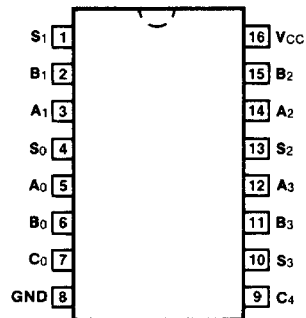 S1 1 16 VCC
B1 2 15 B2
A1 3 14 A2
S0 4 13 S2
A0 5 12 A3
B0 6 11 B3
C0 7 10 S3
GND 8 9 C4